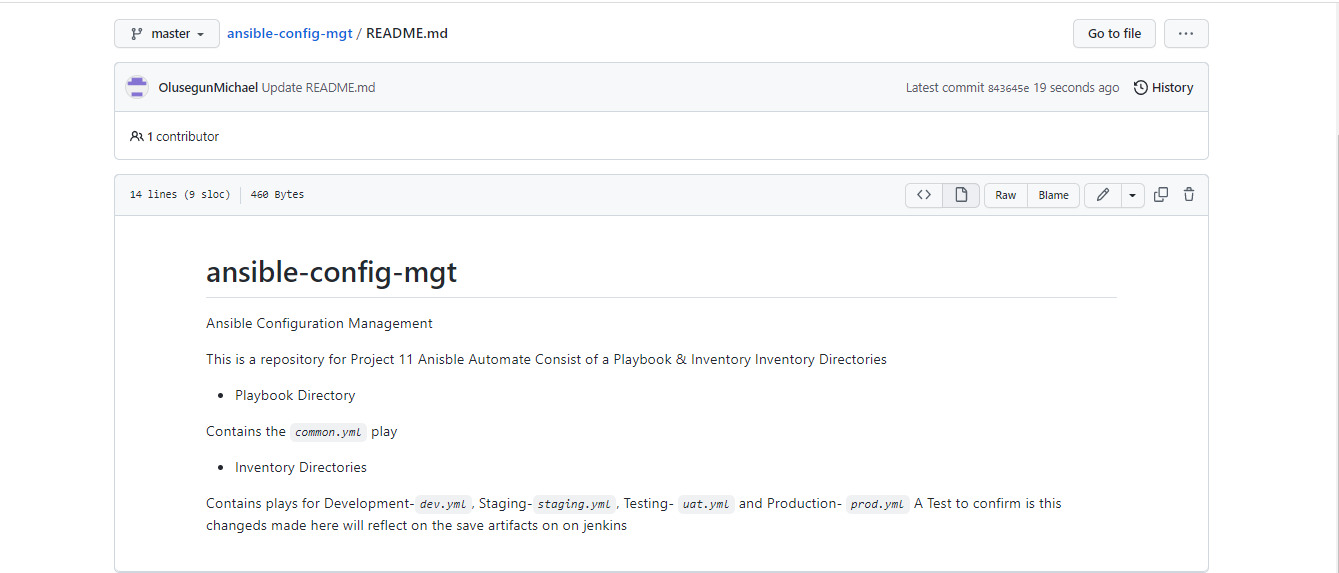 master
ansible-config-mgt / README.md
Go to file
...
OlusegunMichael Update README.md
Latest commit 843645e 19 seconds ago
History
1 contributor
14 lines (9 sloc)
460 Bytes
<>
Raw
Blame
ansible-config-mgt
Ansible Configuration Management
This is a repository for Project 11 Anisble Automate Consist of a Playbook & Inventory Inventory Directories
• Playbook Directory
Contains the common.yml play
• Inventory Directories
Contains plays for Development- dev.yml, Staging- staging.yml, Testing- uat.yml and Production- prod.yml A Test to confirm is this
changeds made here will reflect on the save artifacts on on jenkins